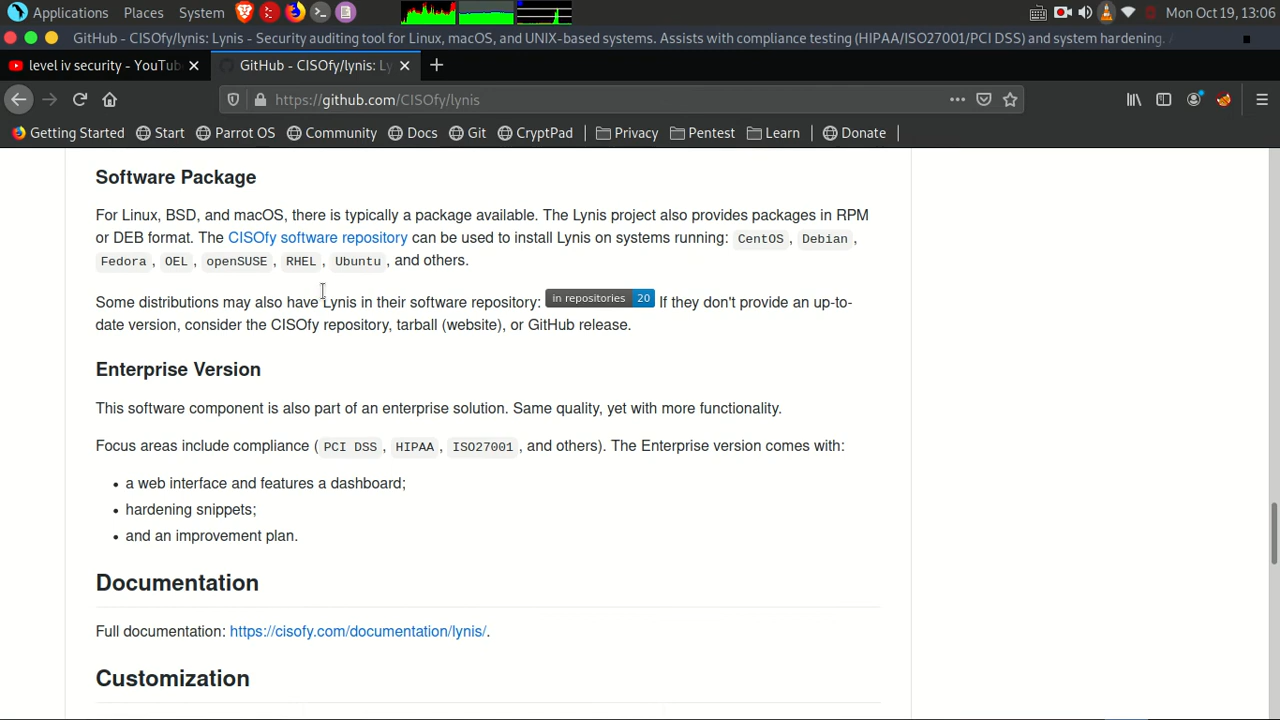 Applications Places System Mon Oct 19, 13:05
GitHub - CISOfy/lynis: Lynis - Security auditing tool for Linux, macOS, and UNIX-based systems. Assists with compliance testing (HIPAA/ISO27001/PCI DSS) and system hardening.
level iv security - YouTub GitHub - CISOfy/lynis: Ly
https://github.com/CISOfy/lynis
Getting Started Start Parrot OS Community Docs Git CryptPad Privacy Pentest Learn Donate
Software Package
For Linux, BSD, and macOS, there is typically a package available. The Lynis project also provides packages in RPM
or DEB format. The CISOfy software repository can be used to install Lynis on systems running: CentOS, Debian,
Fedora, OEL, openSUSE, RHEL, Ubuntu, and others.
Some distributions may also have Lynis in their software repository: in repositories 20 If they don't provide an up-to-
date version, consider the CISOfy repository, tarball (website), or GitHub release.
Enterprise Version
This software component is also part of an enterprise solution. Same quality, yet with more functionality.
Focus areas include compliance (PCI DSS, HIPAA, ISO27001, and others). The Enterprise version comes with:
• a web interface and features a dashboard;
• hardening snippets;
• and an improvement plan.
Documentation
Full documentation: https://cisofy.com/documentation/lynis/.
Customization